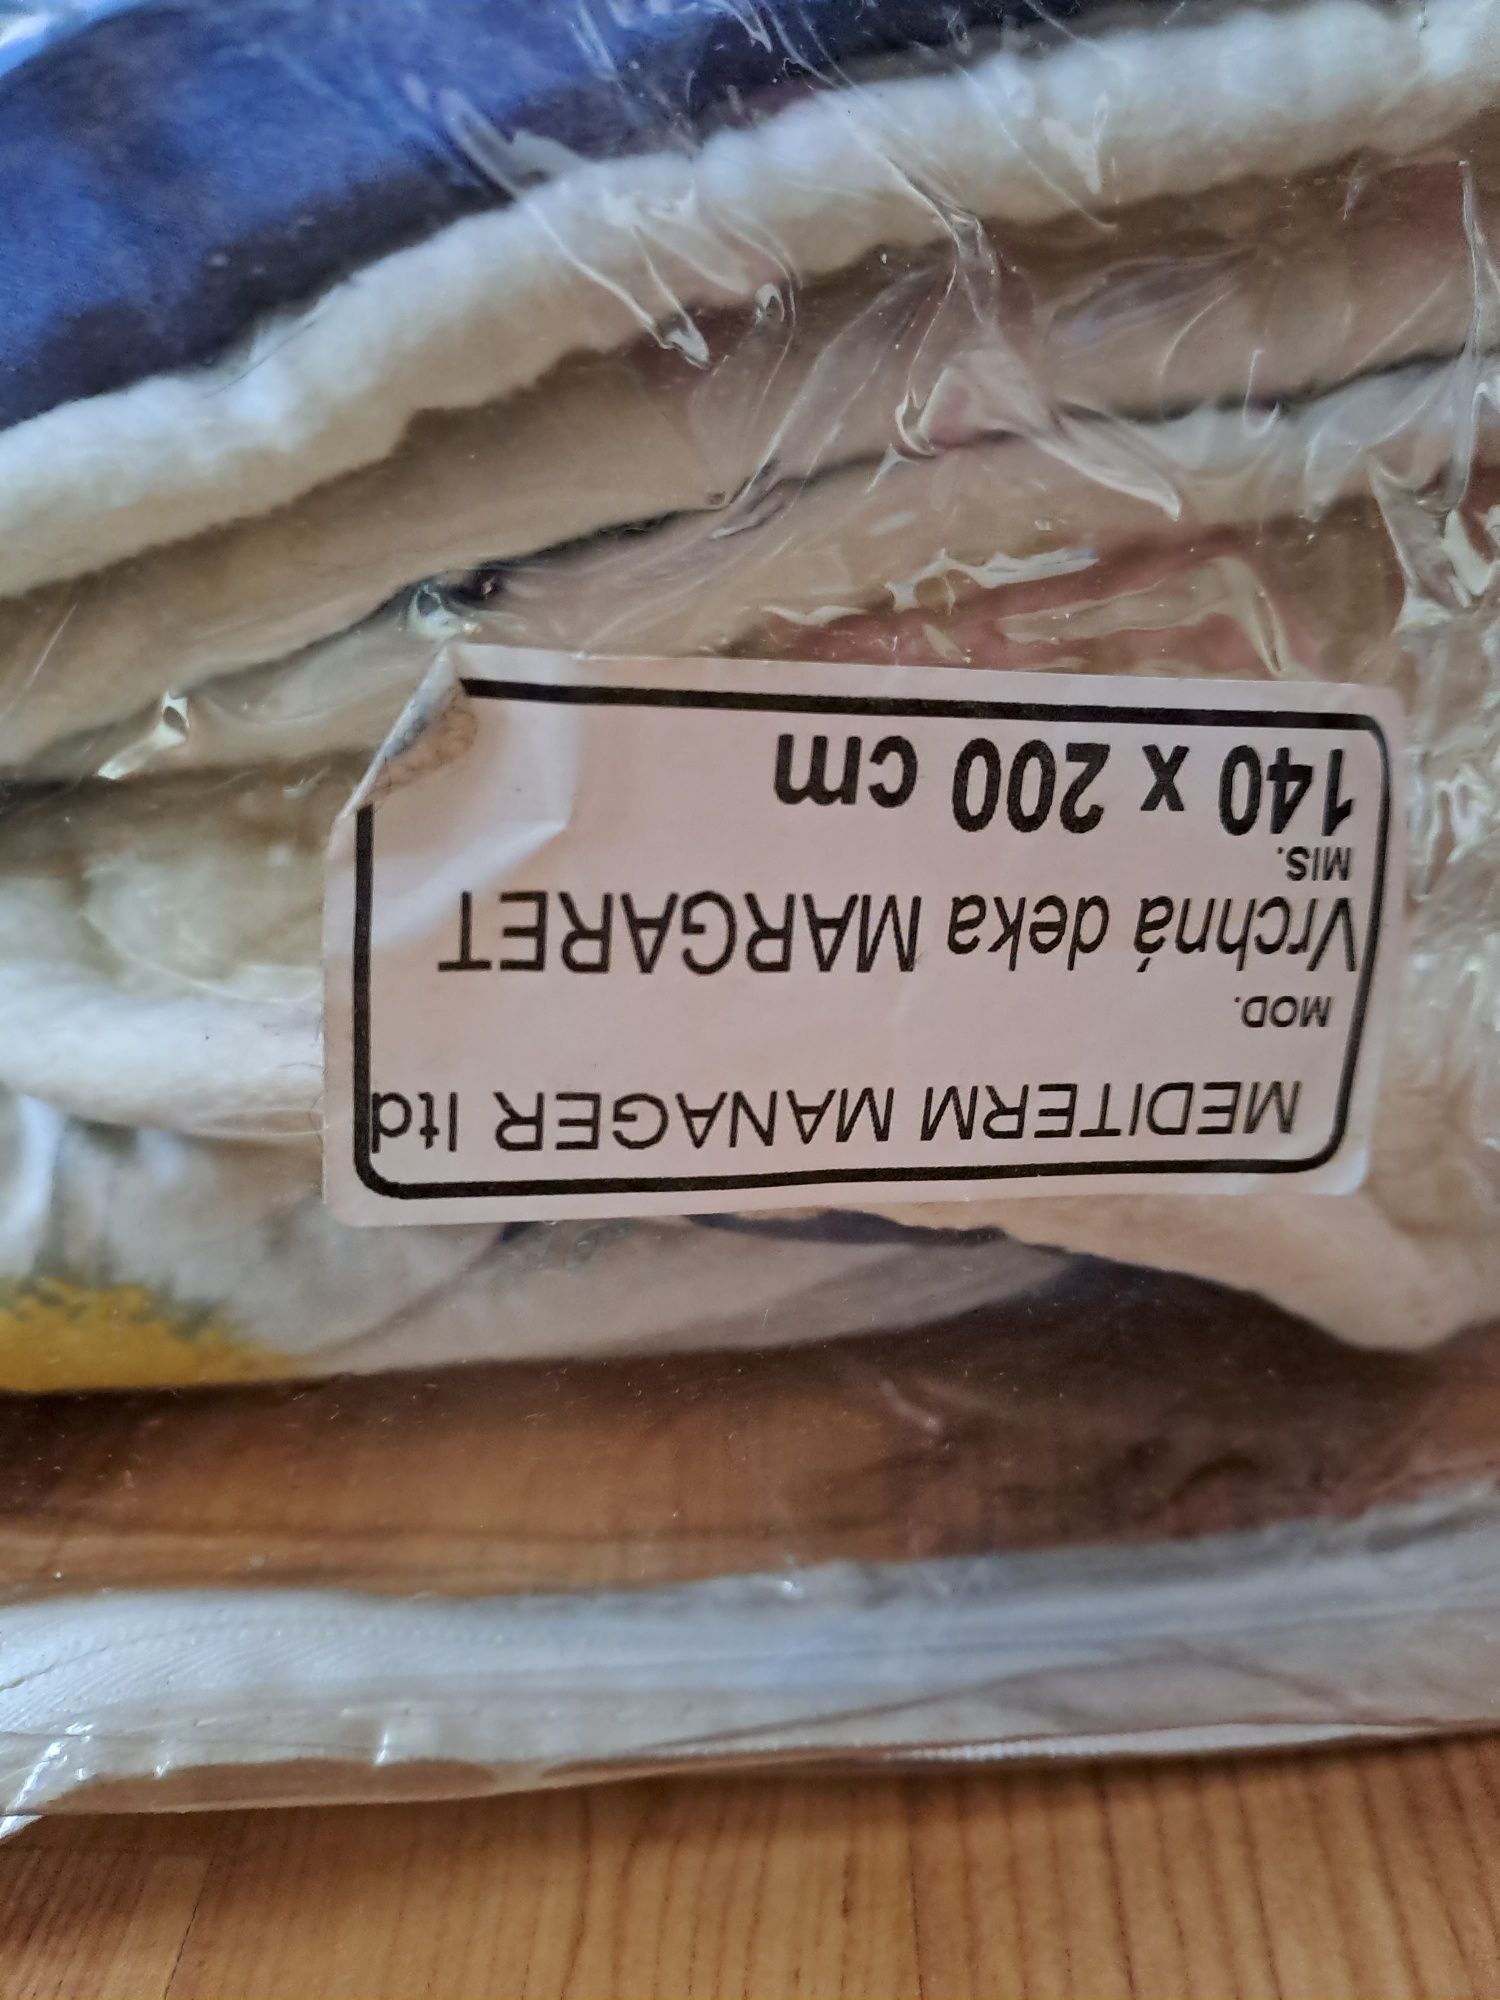 MEDITERM MANAGER ltd
MOD.
Vrchná deka MARGARET
MIS.
140 x 200 cm